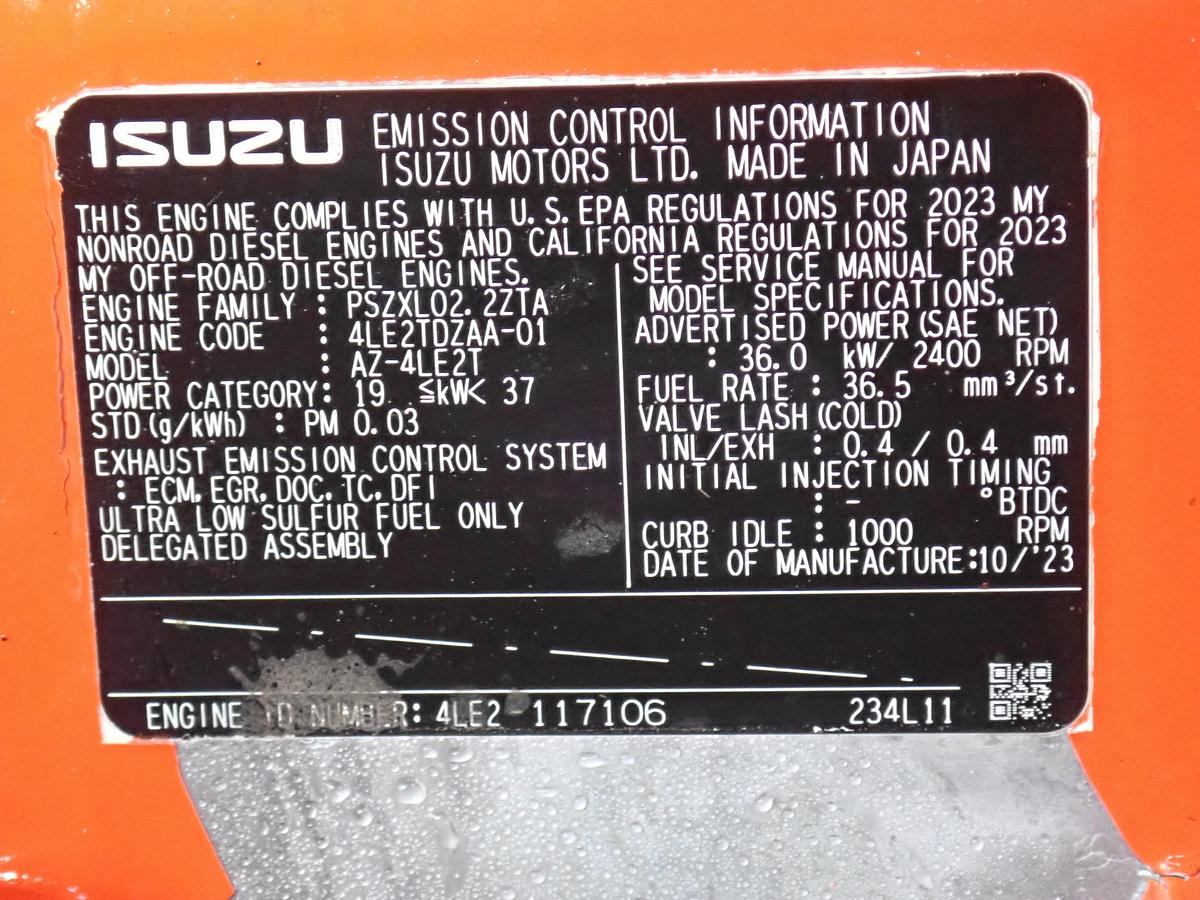 ISUZU EMISSION CONTROL INFORMATION
ISUZU MOTORS LTD. MADE IN JAPAN
THIS ENGINE COMPLIES WITH U.S.EPA REGULATIONS FOR 2023 MY
NONROAD DIESEL ENGINES AND CALIFORNIA REGULATIONS FOR 2023
MY OFF-ROAD DIESEL ENGINES.
ENGINE FAMILY : PSZXL02.2ZTA
ENGINE CODE : 4LE2TDZAA-01
MODEL : AZ-4LE2T
POWER CATEGORY: 19 ≦kW< 37
STD(g/kWh) : PM 0.03
EXHAUST EMISSION CONTROL SYSTEM
: ECM,EGR,DOC,TC,DFI
ULTRA LOW SULFUR FUEL ONLY
DELEGATED ASSEMBLY
SEE SERVICE MANUAL FOR
MODEL SPECIFICATIONS.
ADVERTISED POWER(SAE NET)
: 36.0 kW/ 2400 RPM
FUEL RATE : 36.5 mm³/st.
VALVE LASH(COLD)
INL/EXH : 0.4 / 0.4 mm
INITIAL INJECTION TIMING
: - °BTDC
CURB IDLE : 1000 RPM
DATE OF MANUFACTURE:10/'23
ENGINE ID NUMBER: 4LE2-117106 234L11